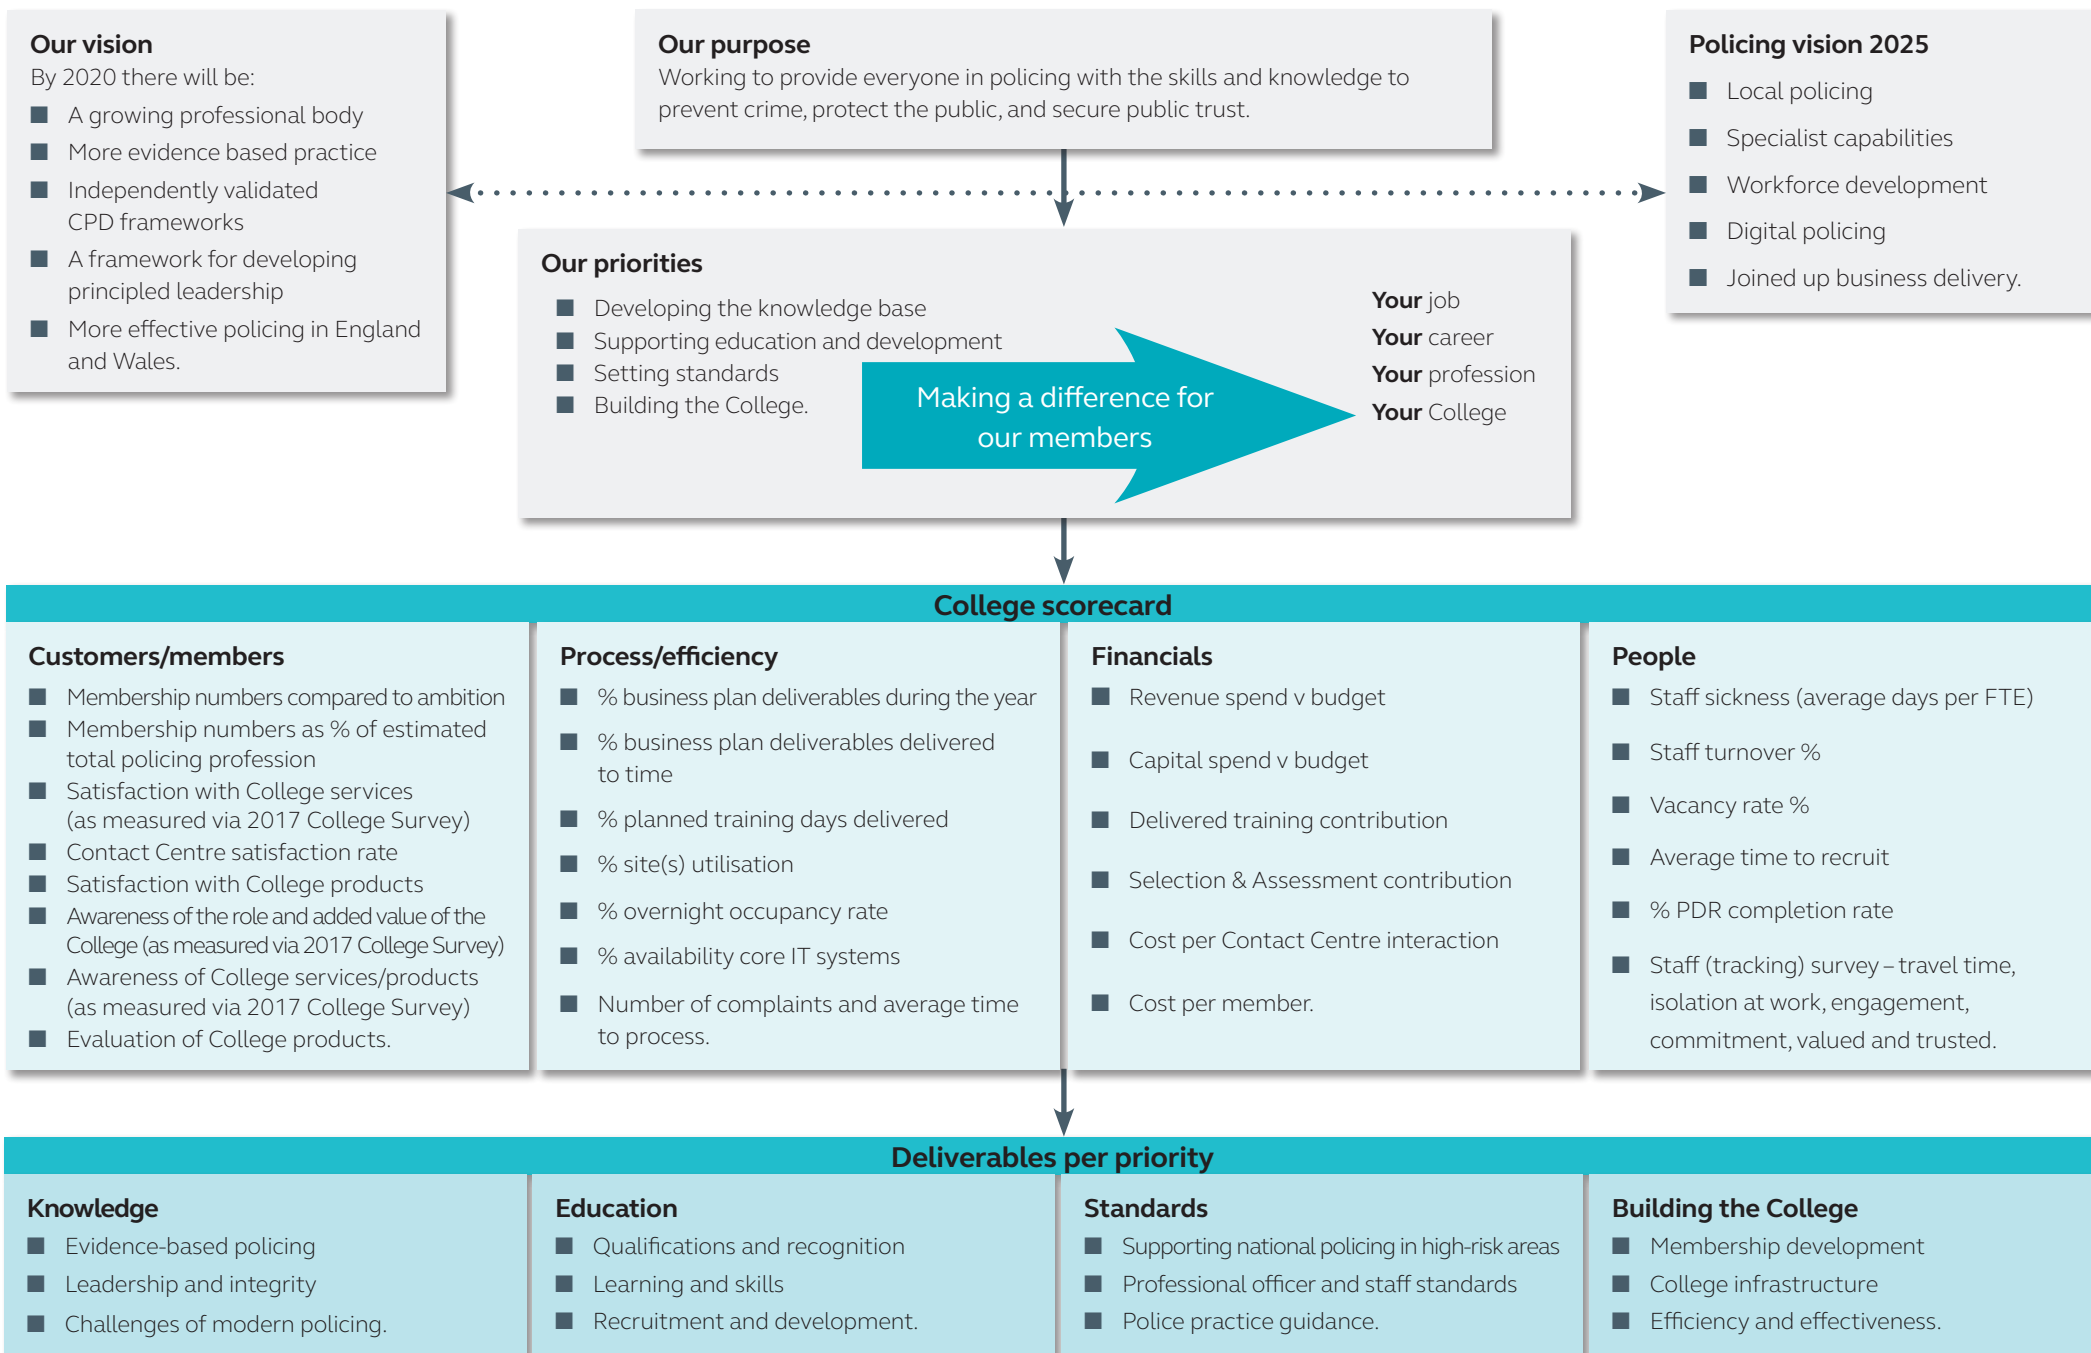 Our vision
By 2020 there will be:
■ A growing professional body
■ More evidence based practice
■ Independently validated
CPD frameworks
■ A framework for developing
principled leadership
■ More effective policing in England
and Wales.
Our purpose
Working to provide everyone in policing with the skills and knowledge to
prevent crime, protect the public, and secure public trust.
Policing vision 2025
■ Local policing
■ Specialist capabilities
■ Workforce development
■ Digital policing
■ Joined up business delivery.
Our priorities
■ Developing the knowledge base
■ Supporting education and development
■ Setting standards
■ Building the College.
Making a difference for
our members
Your job
Your career
Your profession
Your College
College scorecard
Customers/members
■ Membership numbers compared to ambition
■ Membership numbers as % of estimated
total policing profession
■ Satisfaction with College services
(as measured via 2017 College Survey)
■ Contact Centre satisfaction rate
■ Satisfaction with College products
■ Awareness of the role and added value of the
College (as measured via 2017 College Survey)
■ Awareness of College services/products
(as measured via 2017 College Survey)
■ Evaluation of College products.
Process/efficiency
■ % business plan deliverables during the year
■ % business plan deliverables delivered
to time
■ % planned training days delivered
■ % site(s) utilisation
■ % overnight occupancy rate
■ % availability core IT systems
■ Number of complaints and average time
to process.
Financials
■ Revenue spend v budget
■ Capital spend v budget
■ Delivered training contribution
■ Selection & Assessment contribution
■ Cost per Contact Centre interaction
■ Cost per member.
People
■ Staff sickness (average days per FTE)
■ Staff turnover %
■ Vacancy rate %
■ Average time to recruit
■ % PDR completion rate
■ Staff (tracking) survey – travel time,
isolation at work, engagement,
commitment, valued and trusted.
Deliverables per priority
Knowledge
■ Evidence-based policing
■ Leadership and integrity
■ Challenges of modern policing.
Education
■ Qualifications and recognition
■ Learning and skills
■ Recruitment and development.
Standards
■ Supporting national policing in high-risk areas
■ Professional officer and staff standards
■ Police practice guidance.
Building the College
■ Membership development
■ College infrastructure
■ Efficiency and effectiveness.